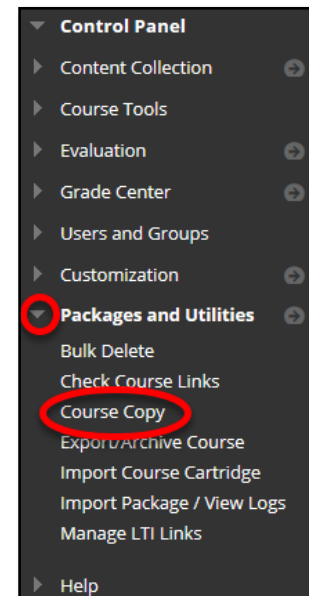 Control Panel
Content Collection
Course Tools
Evaluation
Grade Center
Users and Groups
Customization
Packages and Utilities
Bulk Delete
Check Course Links
Course Copy
Export/Archive Course
Import Course Cartridge
Import Package / View Logs
Manage LTI Links
Help